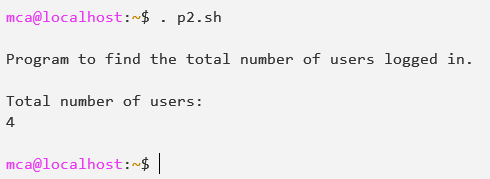 mca@localhost:~$ . p2.sh
Program to find the total number of users logged in.
Total number of users:
4
mca@localhost:~$